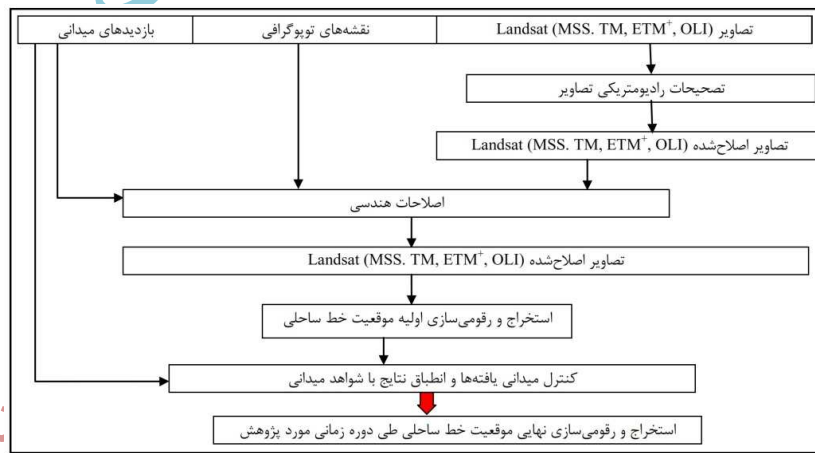 تصاویر Landsat (MSS. TM, ETM+, OLI)
نقشه‌های توپوگرافی
بازدیدهای میدانی
تصحیحات رادیومتریکی تصاویر
تصاویر اصلاح‌شده Landsat (MSS. TM, ETM+, OLI)
اصلاحات هندسی
تصاویر اصلاح‌شده Landsat (MSS. TM, ETM+, OLI)
استخراج و رقومی‌سازی اولیه موقعیت خط ساحلی
کنترل میدانی یافته‌ها و انطباق نتایج با شواهد میدانی
استخراج و رقومی‌سازی نهایی موقعیت خط ساحلی طی دوره زمانی مورد پژوهش